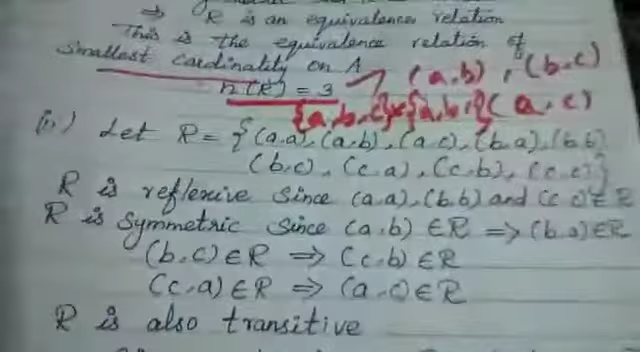 ⇒ R is an equivalence relation
This is the equivalence relation of
smallest cardinality on A → (a,b), (b,c)
n(R) = 3 {a,b,c}×{a,b, (a,c)
(ii) Let R = {(a,a), (a,b), (a,c), (b,a), (b,b)
(b,c), (c,a), (c,b), (c,c)}
R is reflexive since (a,a), (b,b) and (c,c) ∈ R
R is symmetric since (a,b) ∈ R ⇒ (b,a) ∈ R
(b,c) ∈ R ⇒ (c,b) ∈ R
(c,a) ∈ R ⇒ (a,c) ∈ R
R is also transitive